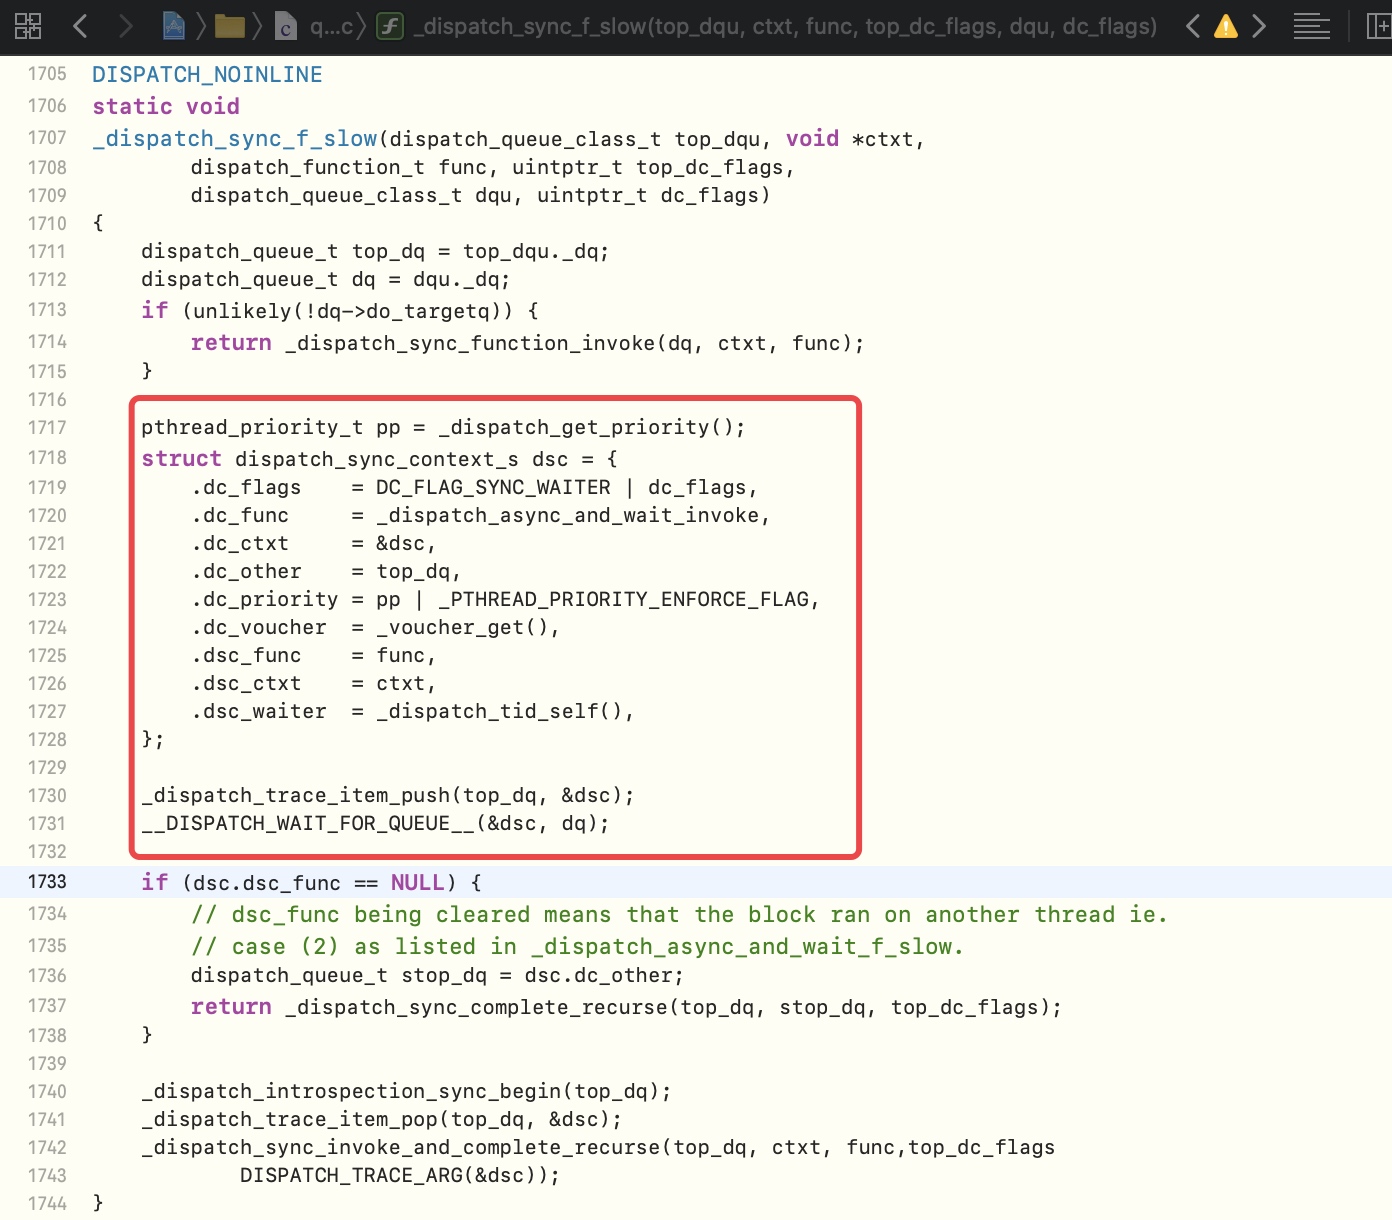 q...c _dispatch_sync_f_slow(top_dqu, ctxt, func, top_dc_flags, dqu, dc_flags)
1705 DISPATCH_NOINLINE
1706 static void
1707 _dispatch_sync_f_slow(dispatch_queue_class_t top_dqu, void *ctxt,
1708 dispatch_function_t func, uintptr_t top_dc_flags,
1709 dispatch_queue_class_t dqu, uintptr_t dc_flags)
1710 {
1711 dispatch_queue_t top_dq = top_dqu._dq;
1712 dispatch_queue_t dq = dqu._dq;
1713 if (unlikely(!dq->do_targetq)) {
1714 return _dispatch_sync_function_invoke(dq, ctxt, func);
1715 }
1716
1717 pthread_priority_t pp = _dispatch_get_priority();
1718 struct dispatch_sync_context_s dsc = {
1719 .dc_flags = DC_FLAG_SYNC_WAITER | dc_flags,
1720 .dc_func = _dispatch_async_and_wait_invoke,
1721 .dc_ctxt = &dsc,
1722 .dc_other = top_dq,
1723 .dc_priority = pp | _PTHREAD_PRIORITY_ENFORCE_FLAG,
1724 .dc_voucher = _voucher_get(),
1725 .dsc_func = func,
1726 .dsc_ctxt = ctxt,
1727 .dsc_waiter = _dispatch_tid_self(),
1728 };
1729
1730 _dispatch_trace_item_push(top_dq, &dsc);
1731 __DISPATCH_WAIT_FOR_QUEUE__(&dsc, dq);
1732
1733 if (dsc.dsc_func == NULL) {
1734 // dsc_func being cleared means that the block ran on another thread ie.
1735 // case (2) as listed in _dispatch_async_and_wait_f_slow.
1736 dispatch_queue_t stop_dq = dsc.dc_other;
1737 return _dispatch_sync_complete_recurse(top_dq, stop_dq, top_dc_flags);
1738 }
1739
1740 _dispatch_introspection_sync_begin(top_dq);
1741 _dispatch_trace_item_pop(top_dq, &dsc);
1742 _dispatch_sync_invoke_and_complete_recurse(top_dq, ctxt, func,top_dc_flags
1743 DISPATCH_TRACE_ARG(&dsc));
1744 }